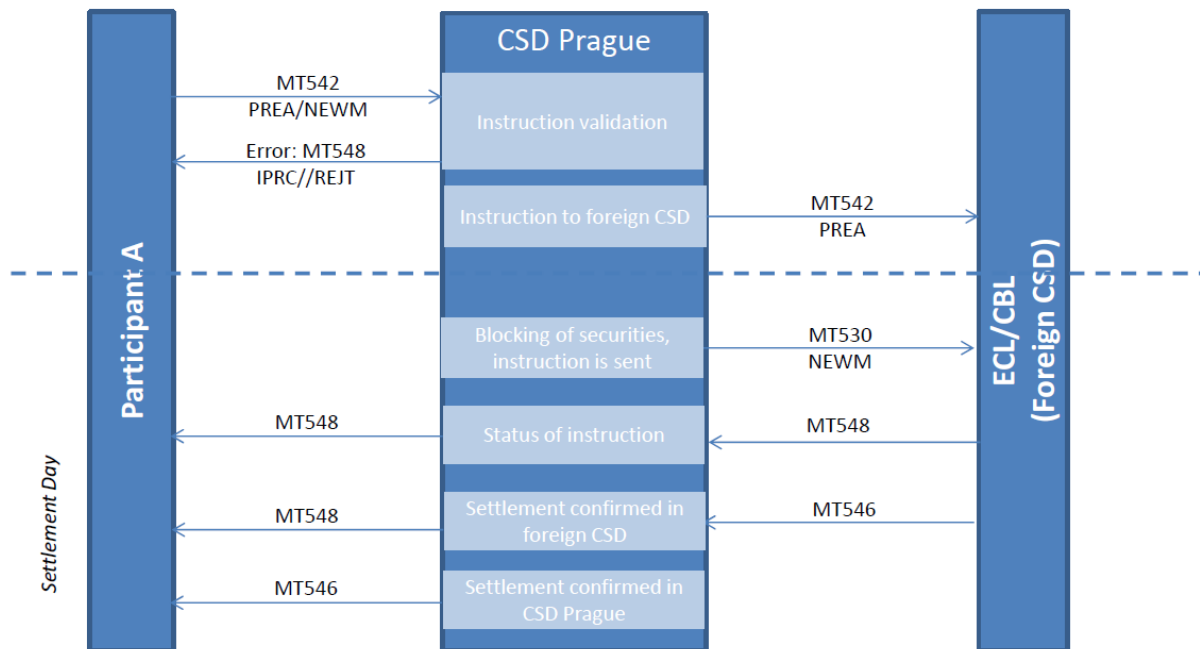 CSD Prague
MT542
PREA/NEWM
Instruction validation
Error: MT548
IPRC//REJT
Instruction to foreign CSD
MT542
PREA
Participant A
ECL/CBL
(Foreign CSD)
Blocking of securities,
instruction is sent
MT530
NEWM
MT548
Status of instruction
MT548
Settlement Day
MT548
Settlement confirmed in
foreign CSD
MT546
MT546
Settlement confirmed in
CSD Prague